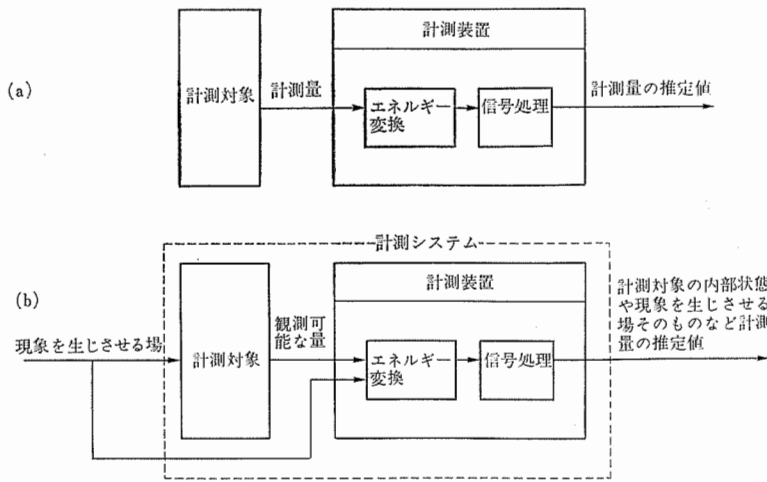 (a)
計測対象
計測量
計測装置
エネルギー
変換
信号処理
計測量の推定値
(b)
計測システム
現象を生じさせる場
計測対象
観測可
能な量
計測装置
エネルギー
変換
信号処理
計測対象の内部状態
や現象を生じさせる
場そのものなど計測
量の推定値